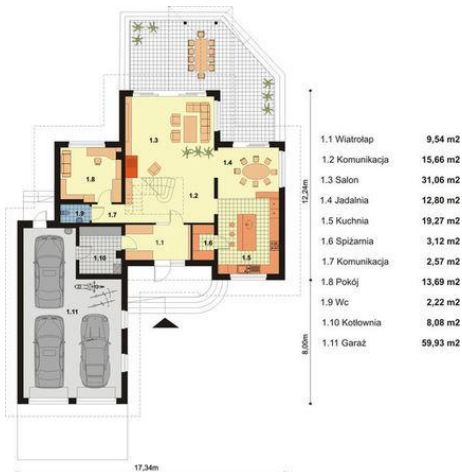 1.3
1.4
1.8
1.2
1.9
1.7
1.1
1.6
1.5
1.10
1.11
12,24m
8,00m
17,34m
1.1 Wiatrołap 9,54 m2
1.2 Komunikacja 15,66 m2
1.3 Salon 31,06 m2
1.4 Jadalnia 12,80 m2
1.5 Kuchnia 19,27 m2
1.6 Spiżarnia 3,12 m2
1.7 Komunikacja 2,57 m2
1.8 Pokój 13,69 m2
1.9 Wc 2,22 m2
1.10 Kotłownia 8,08 m2
1.11 Garaż 59,93 m2